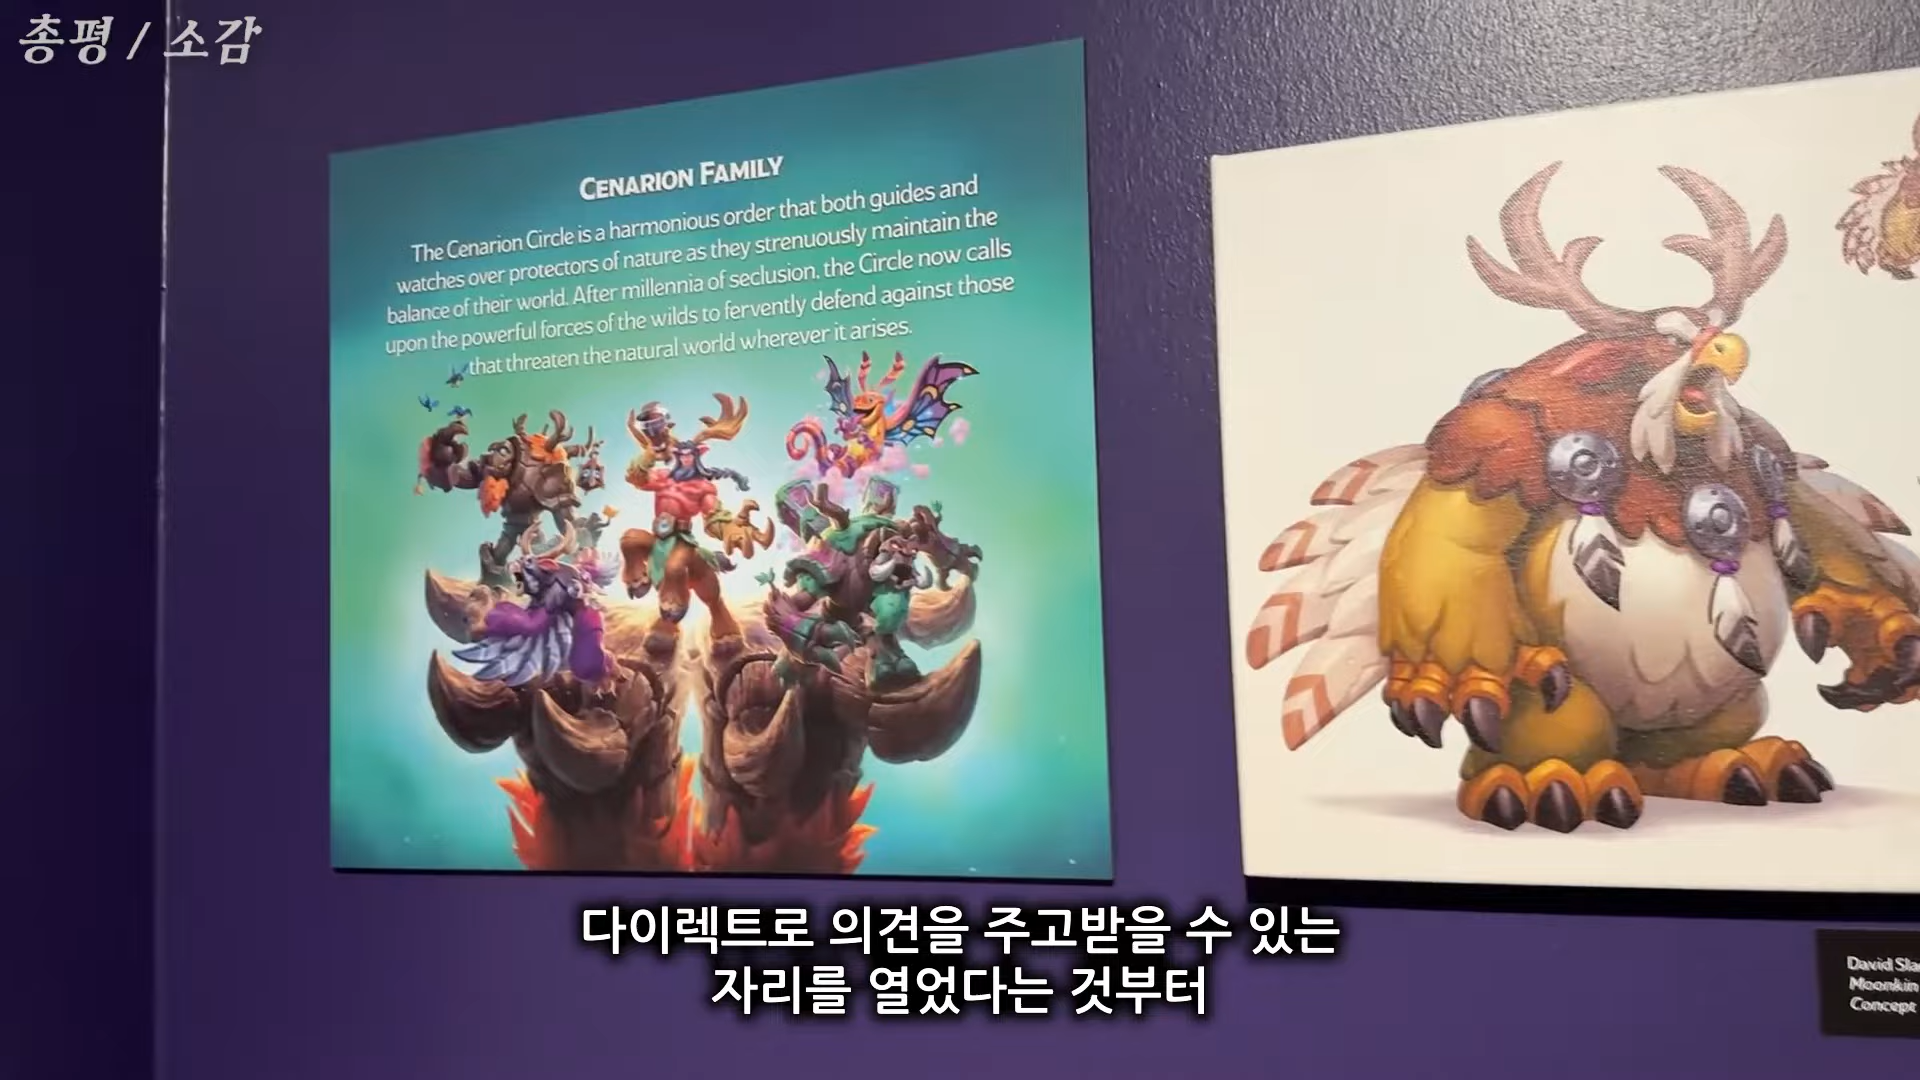 총평 / 소감
CENARION FAMILY
The Cenarion Circle is a harmonious order that both guides and
watches over protectors of nature as they strenuously maintain the
balance of their world. After millennia of seclusion, the Circle now calls
upon the powerful forces of the wilds to fervently defend against those
that threaten the natural world wherever it arises.
다이렉트로 의견을 주고받을 수 있는
자리를 열었다는 것부터
David
Moonkin
Concept